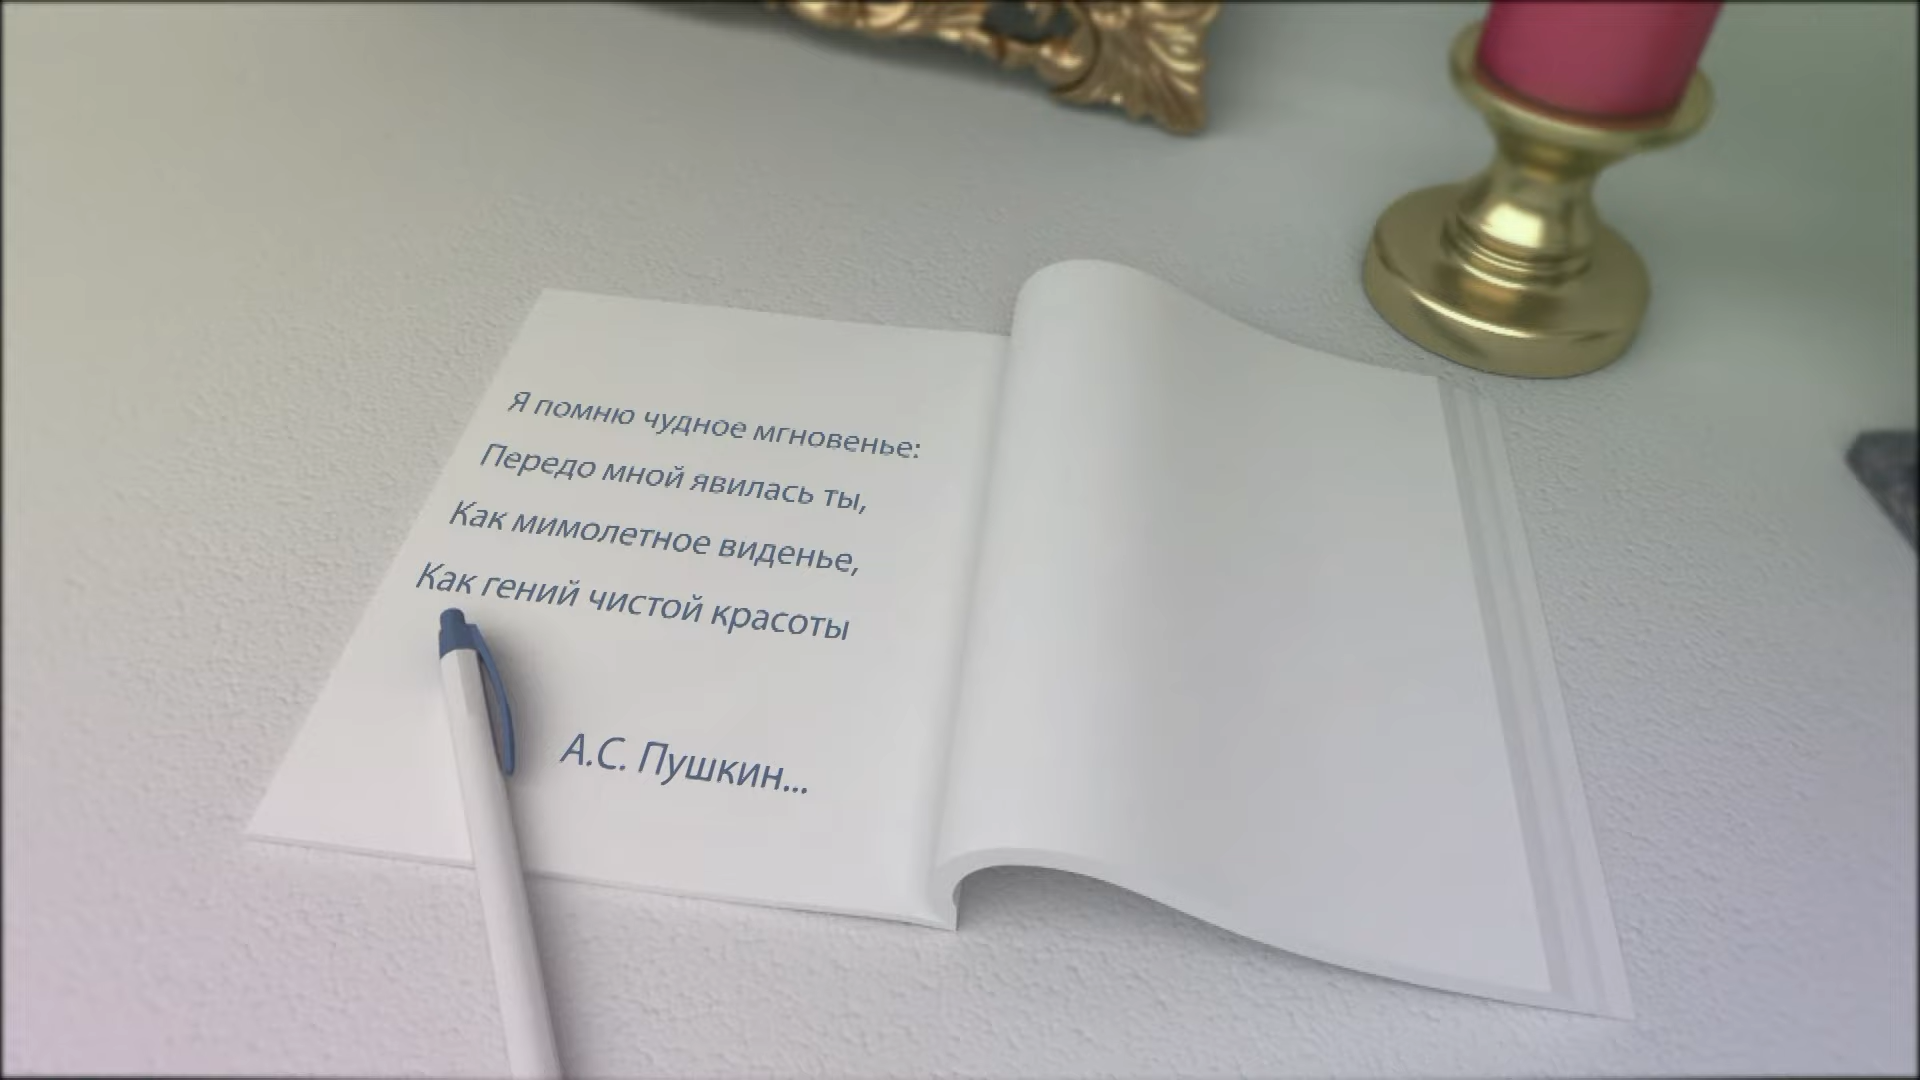 Я помню чудное мгновенье:
Передо мной явилась ты,
Как мимолетное виденье,
Как гений чистой красоты
А.С. Пушкин...